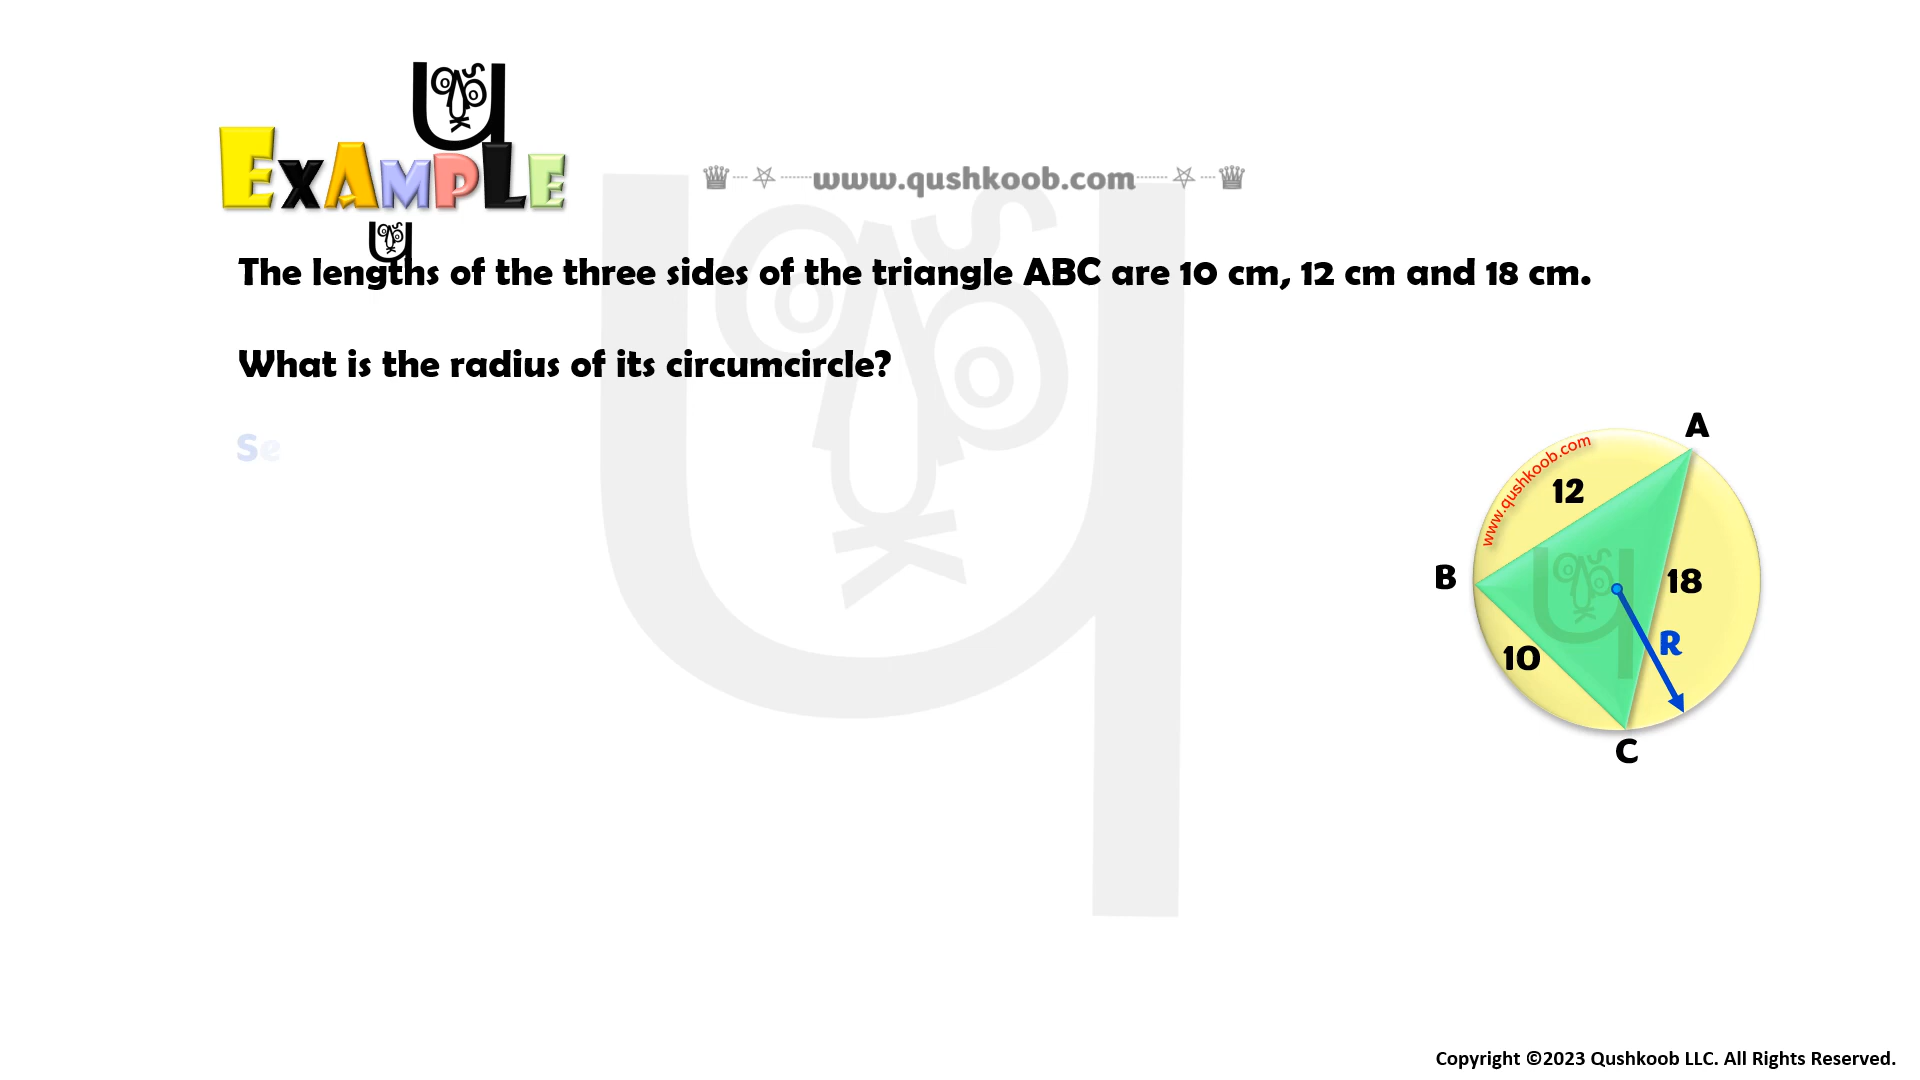 ExAmPLE
www.qushkoob.com
The lengths of the three sides of the triangle ABC are 10 cm, 12 cm and 18 cm.
What is the radius of its circumcircle?
Se
A
www.qushkoob.com
12
B
18
R
10
C
Copyright ©2023 Qushkoob LLC. All Rights Reserved.